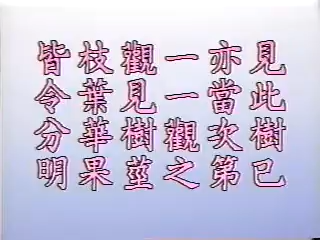 見此樹已
亦當次第
一一觀之
觀見樹莖
枝葉華果
皆令分明